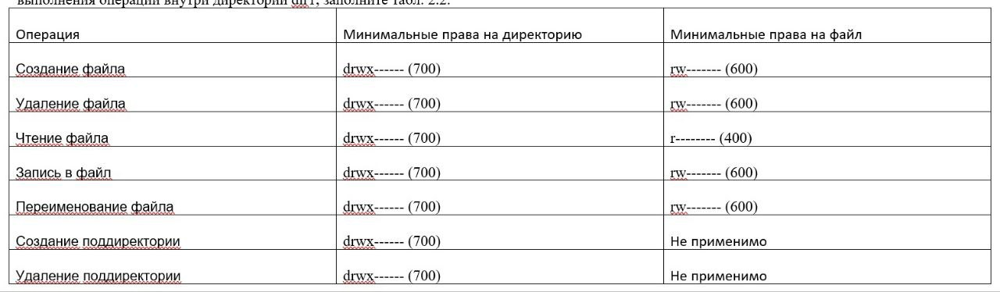 выполнения операций внутри директории dir1, заполните табл. 2.2.
Операция Минимальные права на директорию Минимальные права на файл
Создание файла drwx------ (700) rw------- (600)
Удаление файла drwx------ (700) rw------- (600)
Чтение файла drwx------ (700) r-------- (400)
Запись в файл drwx------ (700) rw------- (600)
Переименование файла drwx------ (700) rw------- (600)
Создание поддиректории drwx------ (700) Не применимо
Удаление поддиректории drwx------ (700) Не применимо